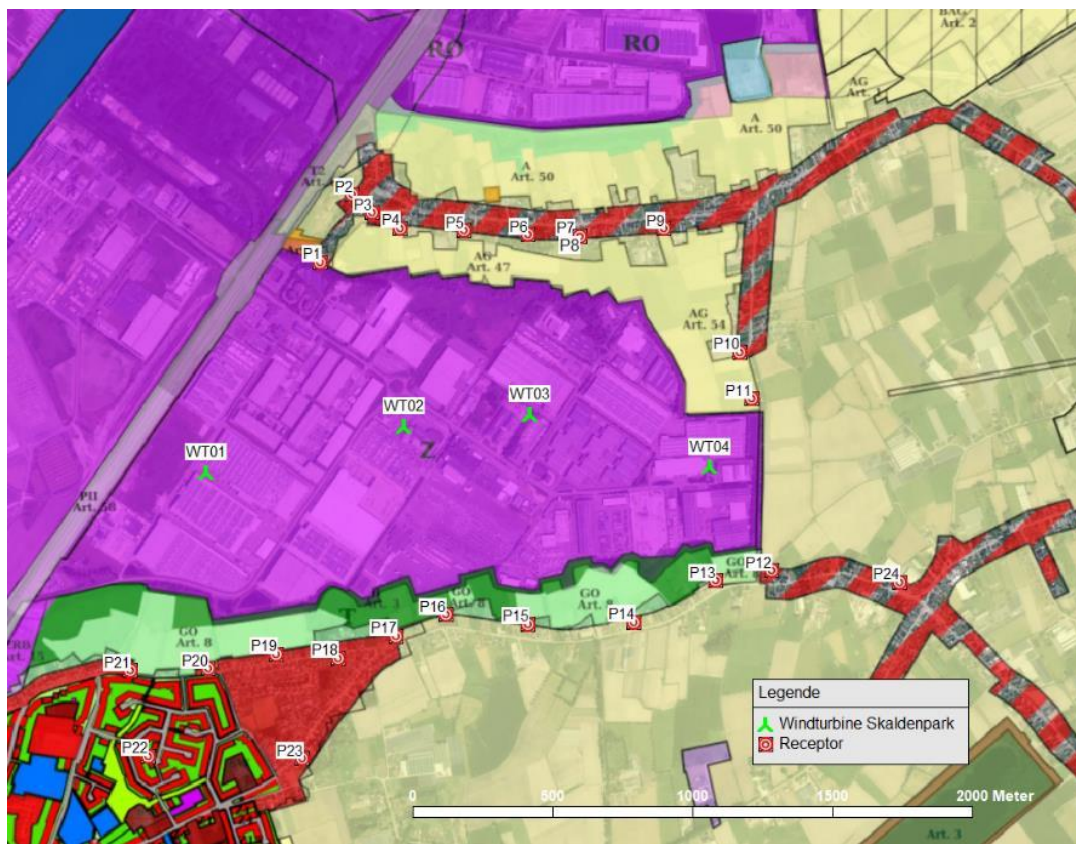 RO
RO
BAG
Art. 2
AG
A
Art. 50
A
Art. 50
P2
P3
P4
P5
P6
P7
P8
P9
P1
AG
Art. 47
AG
Art. 54
P10
P11
WT03
WT02
WT01
WT04
Z
GO
P12
P13
P24
Art. 3
GO
Art. 8
GO
P16
P15
P14
P17
GO
Art. 8
P19
P18
P21
P20
P22
P23
Legende
Windturbine Skaldenpark
Receptor
0 500 1000 1500 2000 Meter
Art. 3